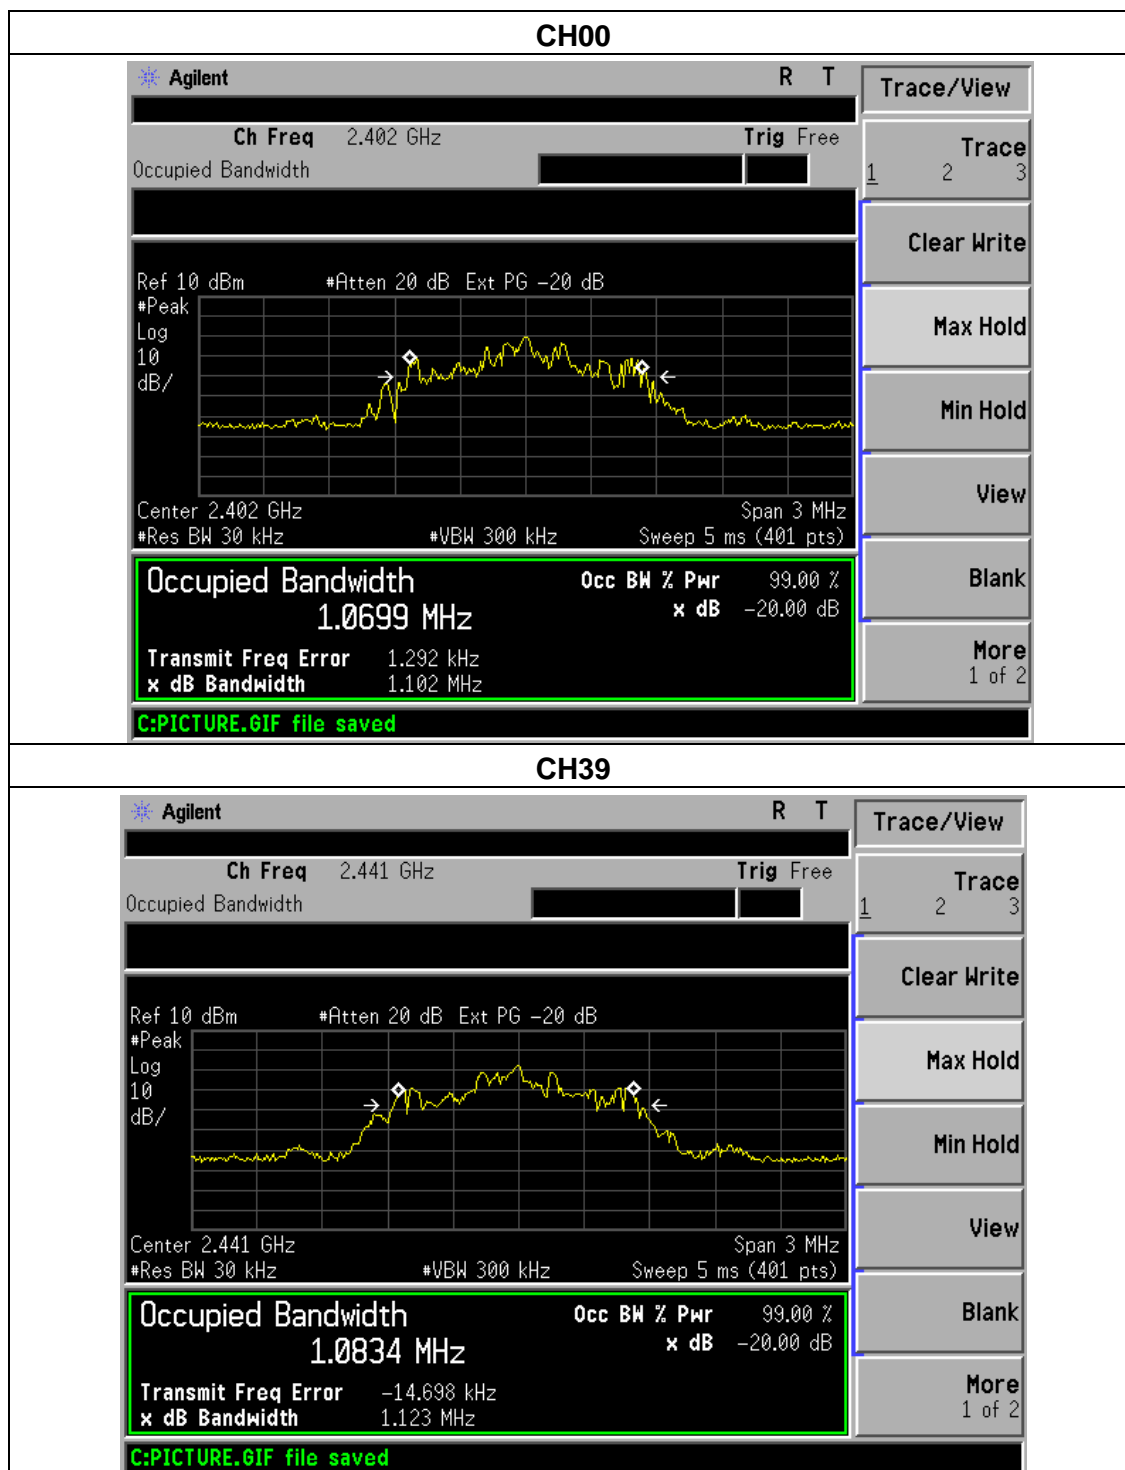 CH00
Agilent R T
Trace/View
Ch Freq 2.402 GHz Trig Free
Occupied Bandwidth
Trace
1 2 3
Clear Write
Ref 10 dBm #Atten 20 dB Ext PG -20 dB
#Peak
Log
10
dB/
Max Hold
Min Hold
View
Center 2.402 GHz Span 3 MHz
#Res BW 30 kHz #VBW 300 kHz Sweep 5 ms (401 pts)
Occupied Bandwidth Occ BW % Pwr 99.00 %
1.0699 MHz x dB -20.00 dB
Blank
Transmit Freq Error 1.292 kHz
x dB Bandwidth 1.102 MHz
More
1 of 2
C:PICTURE.GIF file saved
CH39
Agilent R T
Trace/View
Ch Freq 2.441 GHz Trig Free
Occupied Bandwidth
Trace
1 2 3
Clear Write
Ref 10 dBm #Atten 20 dB Ext PG -20 dB
#Peak
Log
10
dB/
Max Hold
Min Hold
View
Center 2.441 GHz Span 3 MHz
#Res BW 30 kHz #VBW 300 kHz Sweep 5 ms (401 pts)
Occupied Bandwidth Occ BW % Pwr 99.00 %
1.0834 MHz x dB -20.00 dB
Blank
Transmit Freq Error -14.698 kHz
x dB Bandwidth 1.123 MHz
More
1 of 2
C:PICTURE.GIF file saved